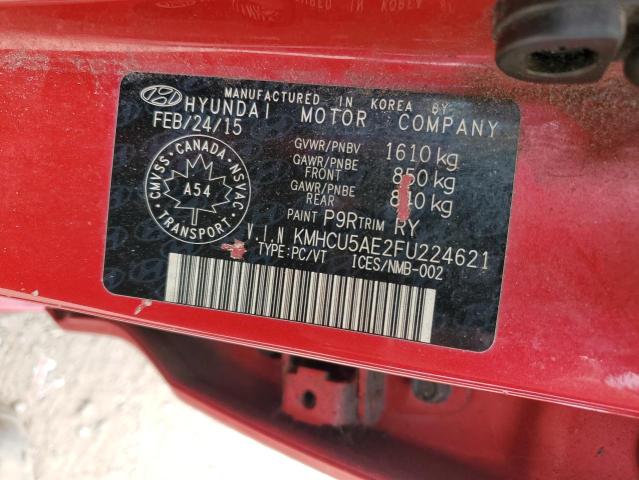 MANUFACTURED IN KOREA BY
HYUNDAI MOTOR COMPANY
FEB/24/15
GVWR/PNBV 1610 kg
GAWR/PNBE FRONT 850 kg
GAWR/PNBE REAR 840 kg
PAINT P9R TRIM RY
V.I.N KMHCU5AE2FU224621
TYPE:PC/VT ICES/NMB-002
CMVSS · CANADA · NSVAC
A54
TRANSPORT